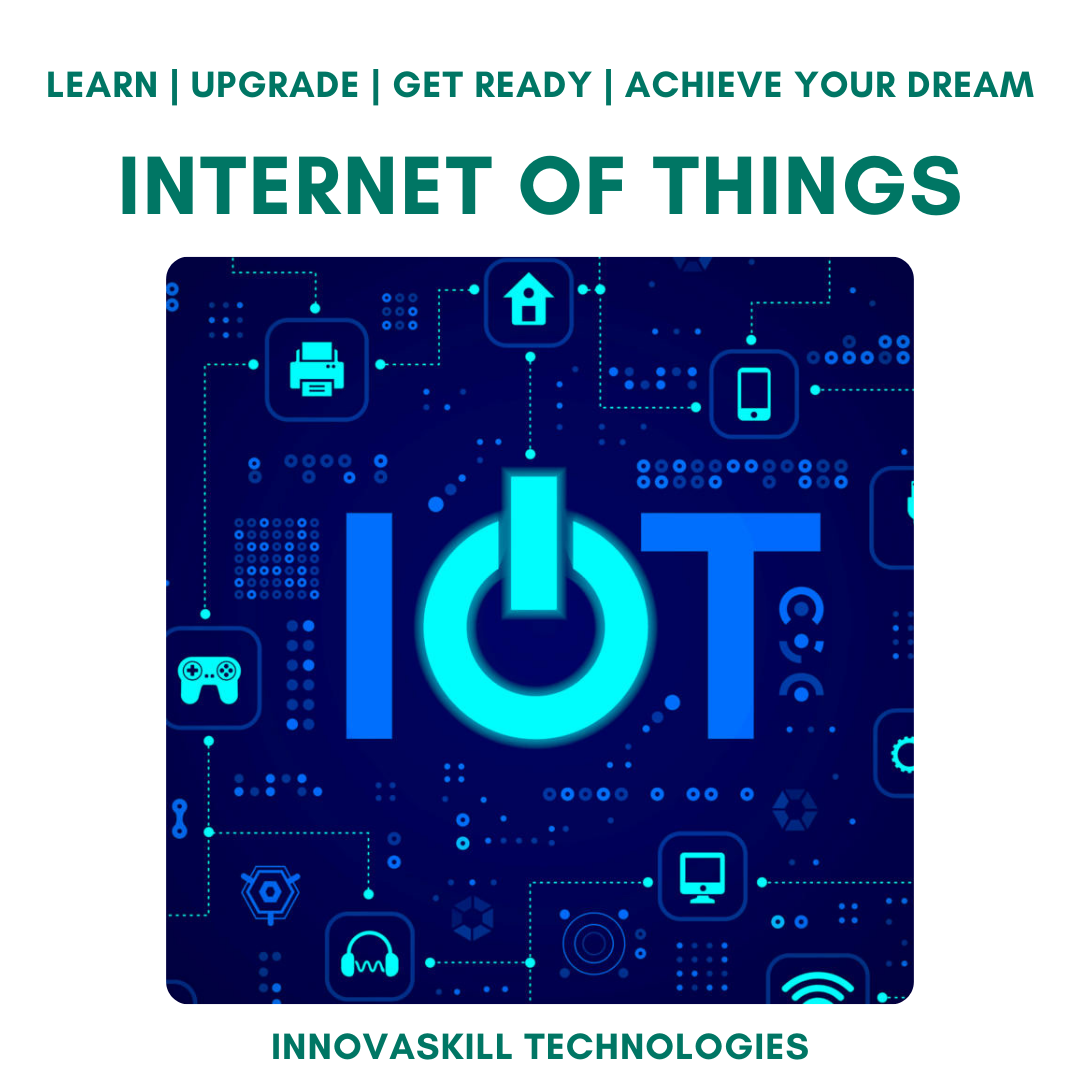 LEARN | UPGRADE | GET READY | ACHIEVE YOUR DREAM
INTERNET OF THINGS
IOT
INNOVASKILL TECHNOLOGIES